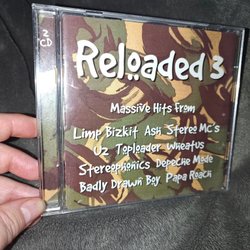 2
CD
Reloaded 3
Massive Hits From
Limp Bizkit Ash Stereo MC's
U2 Toploader Wheatus
Stereophonics Depeche Mode
Badly Drawn Boy Papa Roach